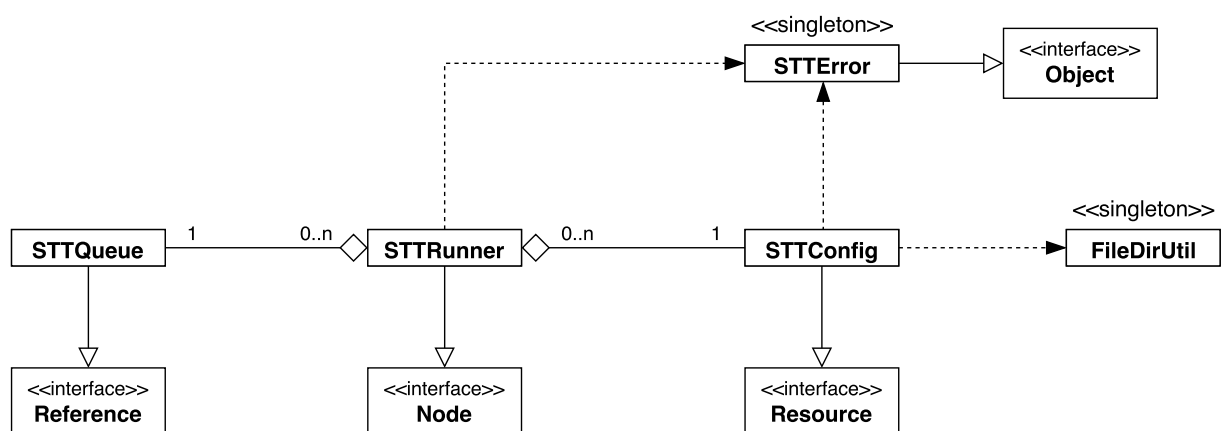 <<singleton>>
STTError
<<interface>>
Object
<<singleton>>
1
0..n
0..n
1
STTQueue
STTRunner
STTConfig
FileDirUtil
<<interface>>
Reference
<<interface>>
Node
<<interface>>
Resource